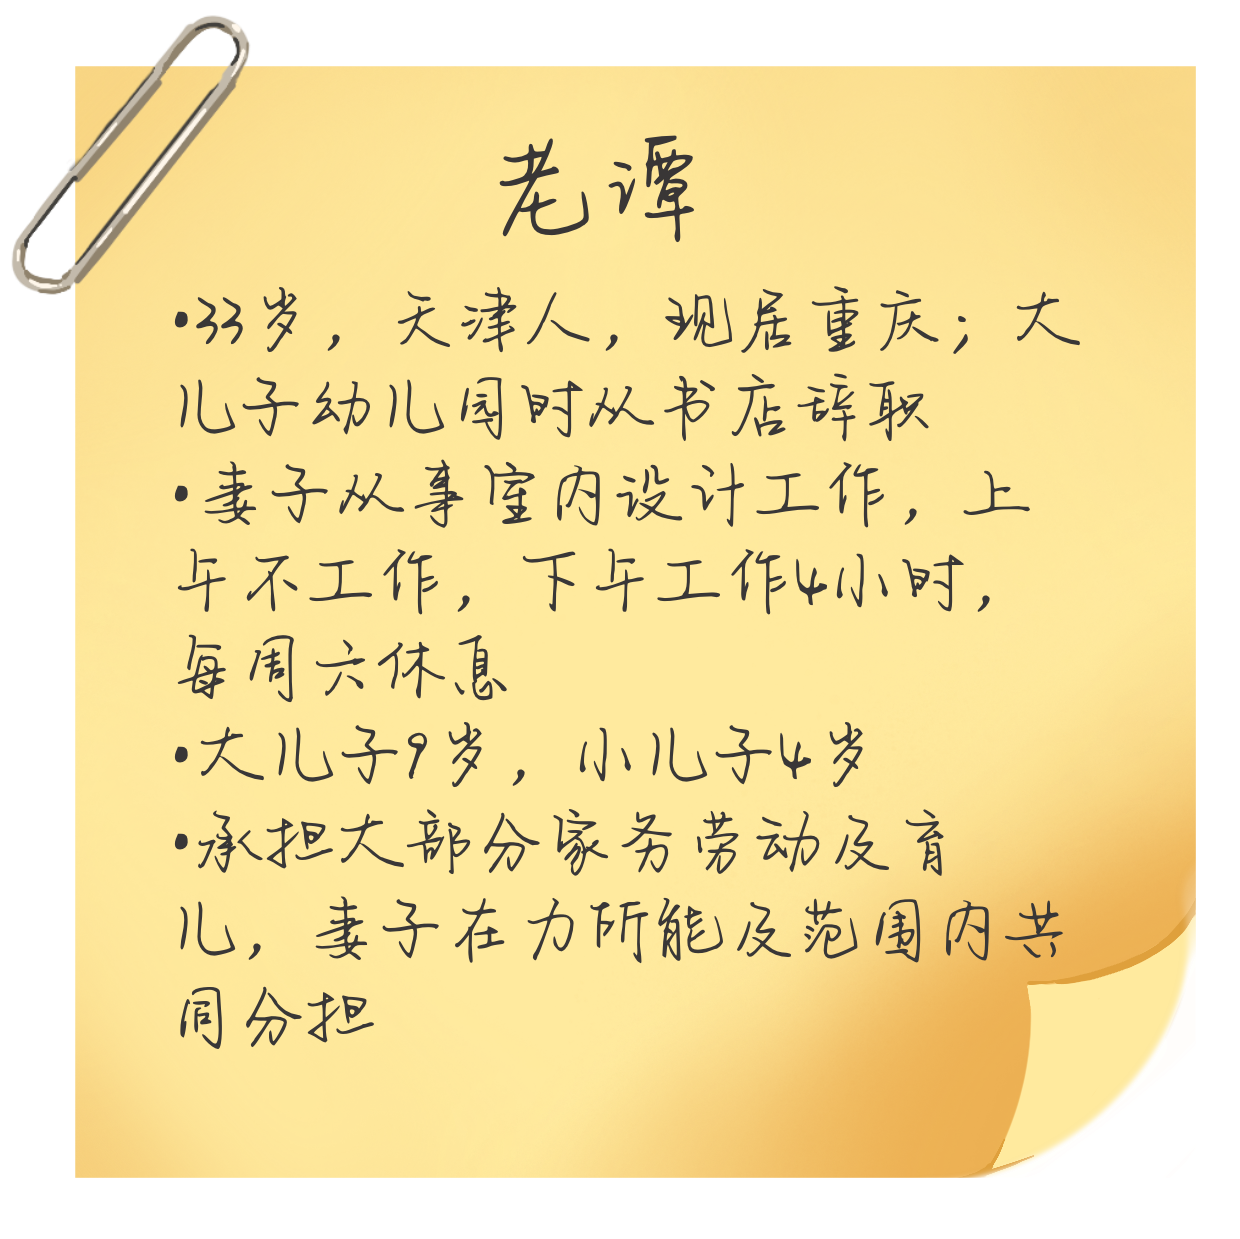 老谭
•33岁，天津人，现居重庆；大
儿子幼儿园时从书店辞职
•妻子从事室内设计工作，上
午不工作，下午工作4小时，
每周六休息
•大儿子9岁，小儿子4岁
•承担大部分家务劳动及育
儿，妻子在力所能及范围内共
同分担